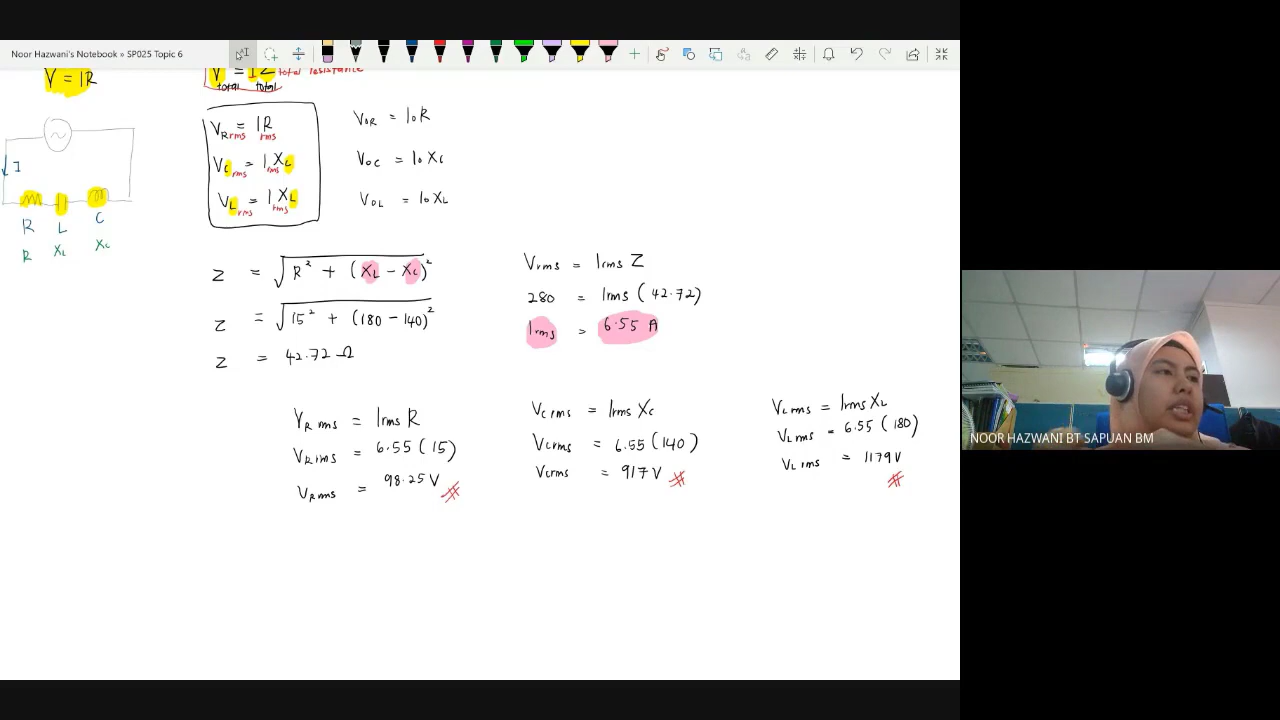 Noor Hazwani's Notebook » SP025 Topic 6
V = IR
V = IZ total resistance
total total
VR rms = I R rms
VC rms = I rms XC
VL rms = I rms XL
VOR = IO R
VOC = IO XC
VOL = IO XL
I
R L C
R XL XC
Z = √R² + (XL - XC)²
Z = √15² + (180 - 140)²
Z = 42.72 Ω
Vrms = Irms Z
280 = Irms (42.72)
Irms = 6.55 A
VR rms = Irms R
VR rms = 6.55 (15)
VR rms = 98.25 V #
VC rms = Irms XC
VC rms = 6.55 (140)
VC rms = 917 V #
VL rms = Irms XL
VL rms = 6.55 (180)
VL rms = 1179 V
#
NOOR HAZWANI BT SAPUAN BM